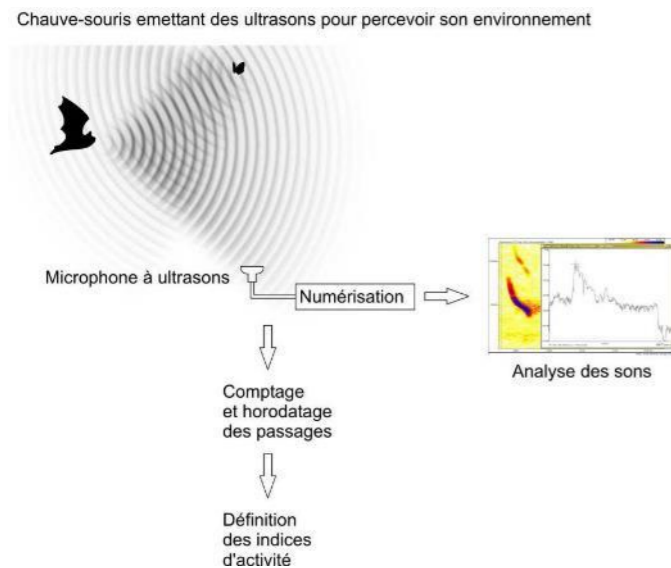 Chauve-souris emettant des ultrasons pour percevoir son environnement
Microphone à ultrasons
Numérisation
Analyse des sons
Comptage
et horodatage
des passages
Définition
des indices
d'activité